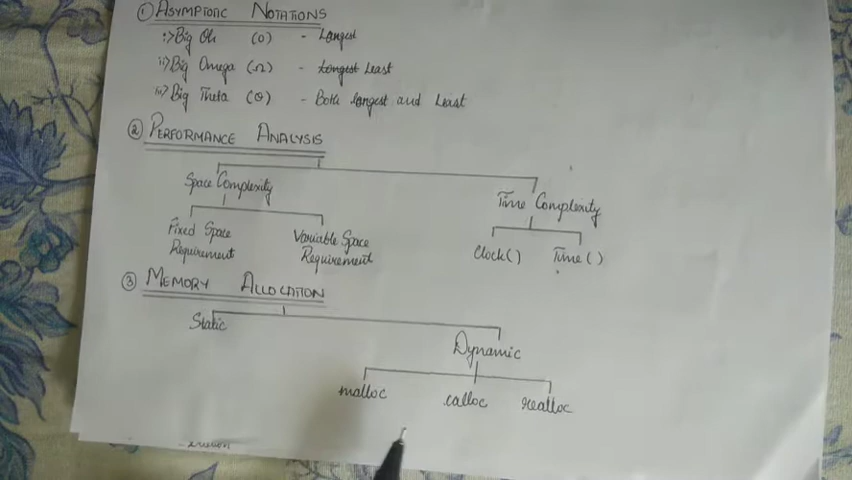 ① ASYMPTOTIC NOTATIONS
i> Big Oh (O) - Longest
ii> Big Omega (Ω) - Longest Least
iii> Big Theta (θ) - Both longest and Least
② PERFORMANCE ANALYSIS
Space Complexity
Time Complexity
Fixed Space
Requirement
Variable Space
Requirement
Clock()
Time()
③ MEMORY ALLOCATION
Static
Dynamic
malloc
calloc
realloc